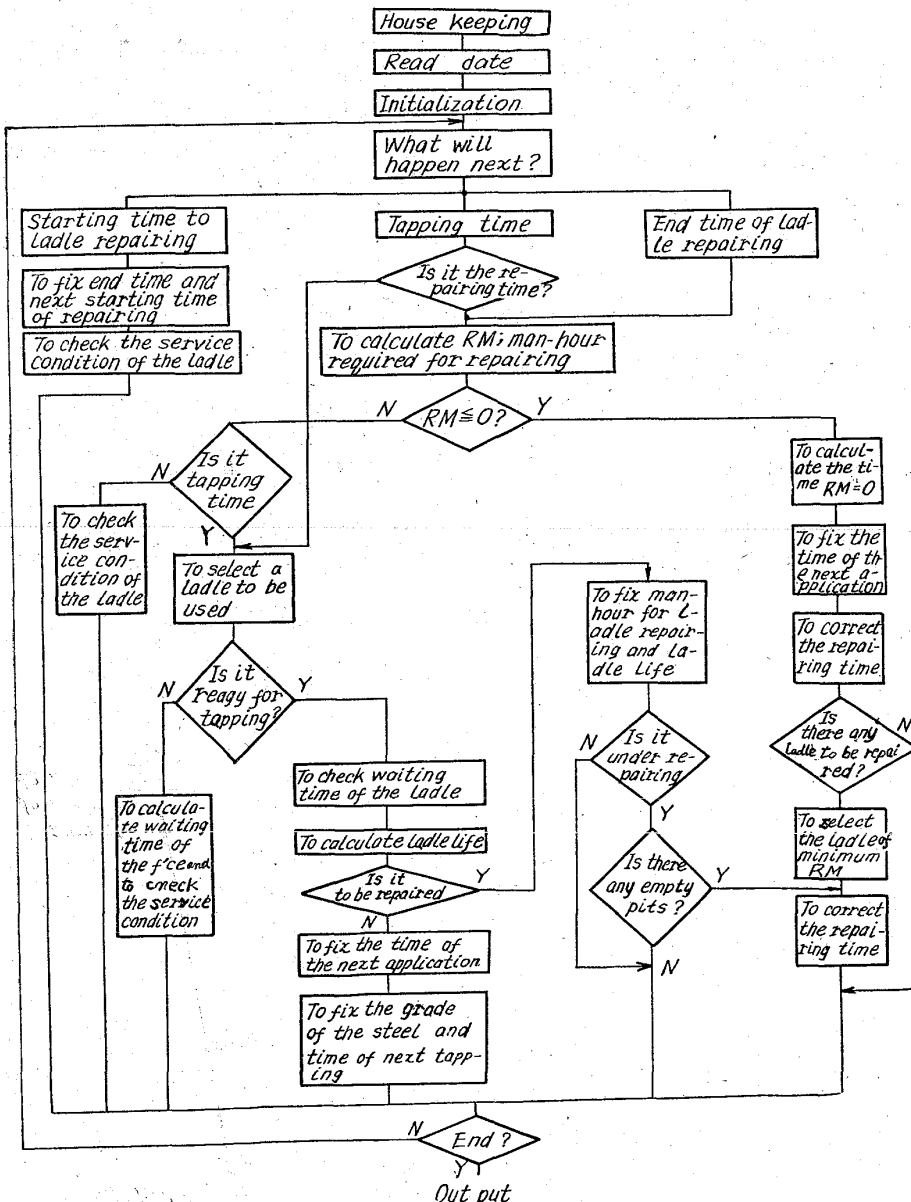 House keeping
Read date
Initialization
What will
happen next?
Starting time to
ladle repairing
Tapping time
End time of lad-
le repairing
To fix end time and
next starting time
of repairing
Is it the re-
pairing time?
To check the service
condition of the ladle
To calculate RM; man-hour
required for repairing
N
RM≦0?
Y
N
Is it
tapping
time
Y
To calcul-
ate the ti-
me RM=0
To check
the serv-
ice con-
dition of
the ladle
To select a
ladle to be
used
To fix man-
hour for l-
adle repair-
ing and la-
dle life
To fix the
time of th
e next a-
pplication
To correct
the repai-
ring time
N
Is it
ready for
tapping?
Y
N
Is it
under re-
pairing
Y
Is
there any
ladle to be repai
red?
N
To check waiting
time of the ladle
To calculate ladle life
To calcula-
te waiting
time of
the f'ce and
to check
the service
condition
Is it
to be repaired
Y
N
Is there
any empty
pits?
Y
N
To select
the ladle of
minimum
RM
To correct
the repai-
ring time
To fix the time of
the next application
To fix the grade
of the steel and
time of next tapp-
ing
N
End?
Y
Out put